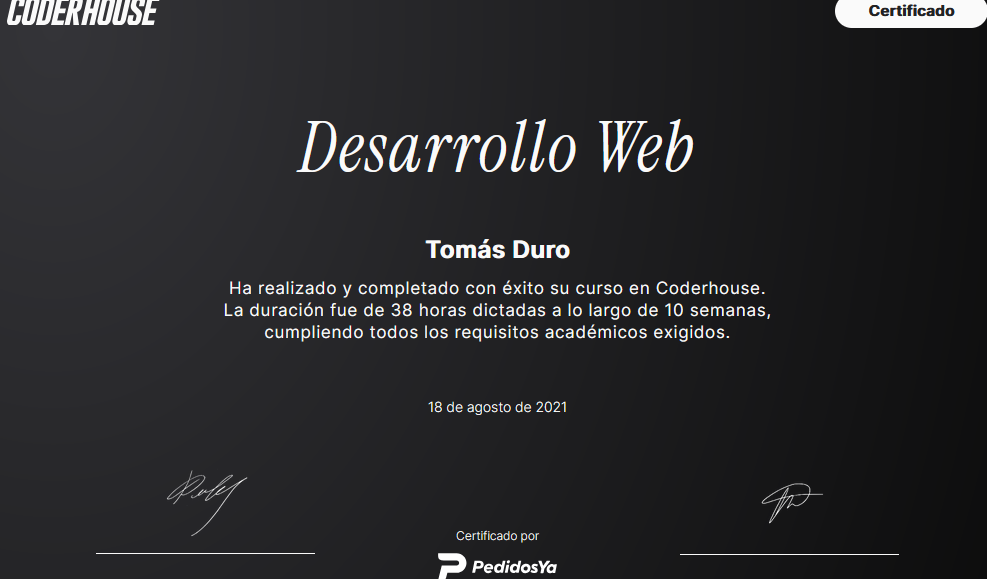 CODERHOUSE
Certificado
Desarrollo Web
Tomás Duro
Ha realizado y completado con éxito su curso en Coderhouse.
La duración fue de 38 horas dictadas a lo largo de 10 semanas,
cumpliendo todos los requisitos académicos exigidos.
18 de agosto de 2021
Certificado por
PedidosYa